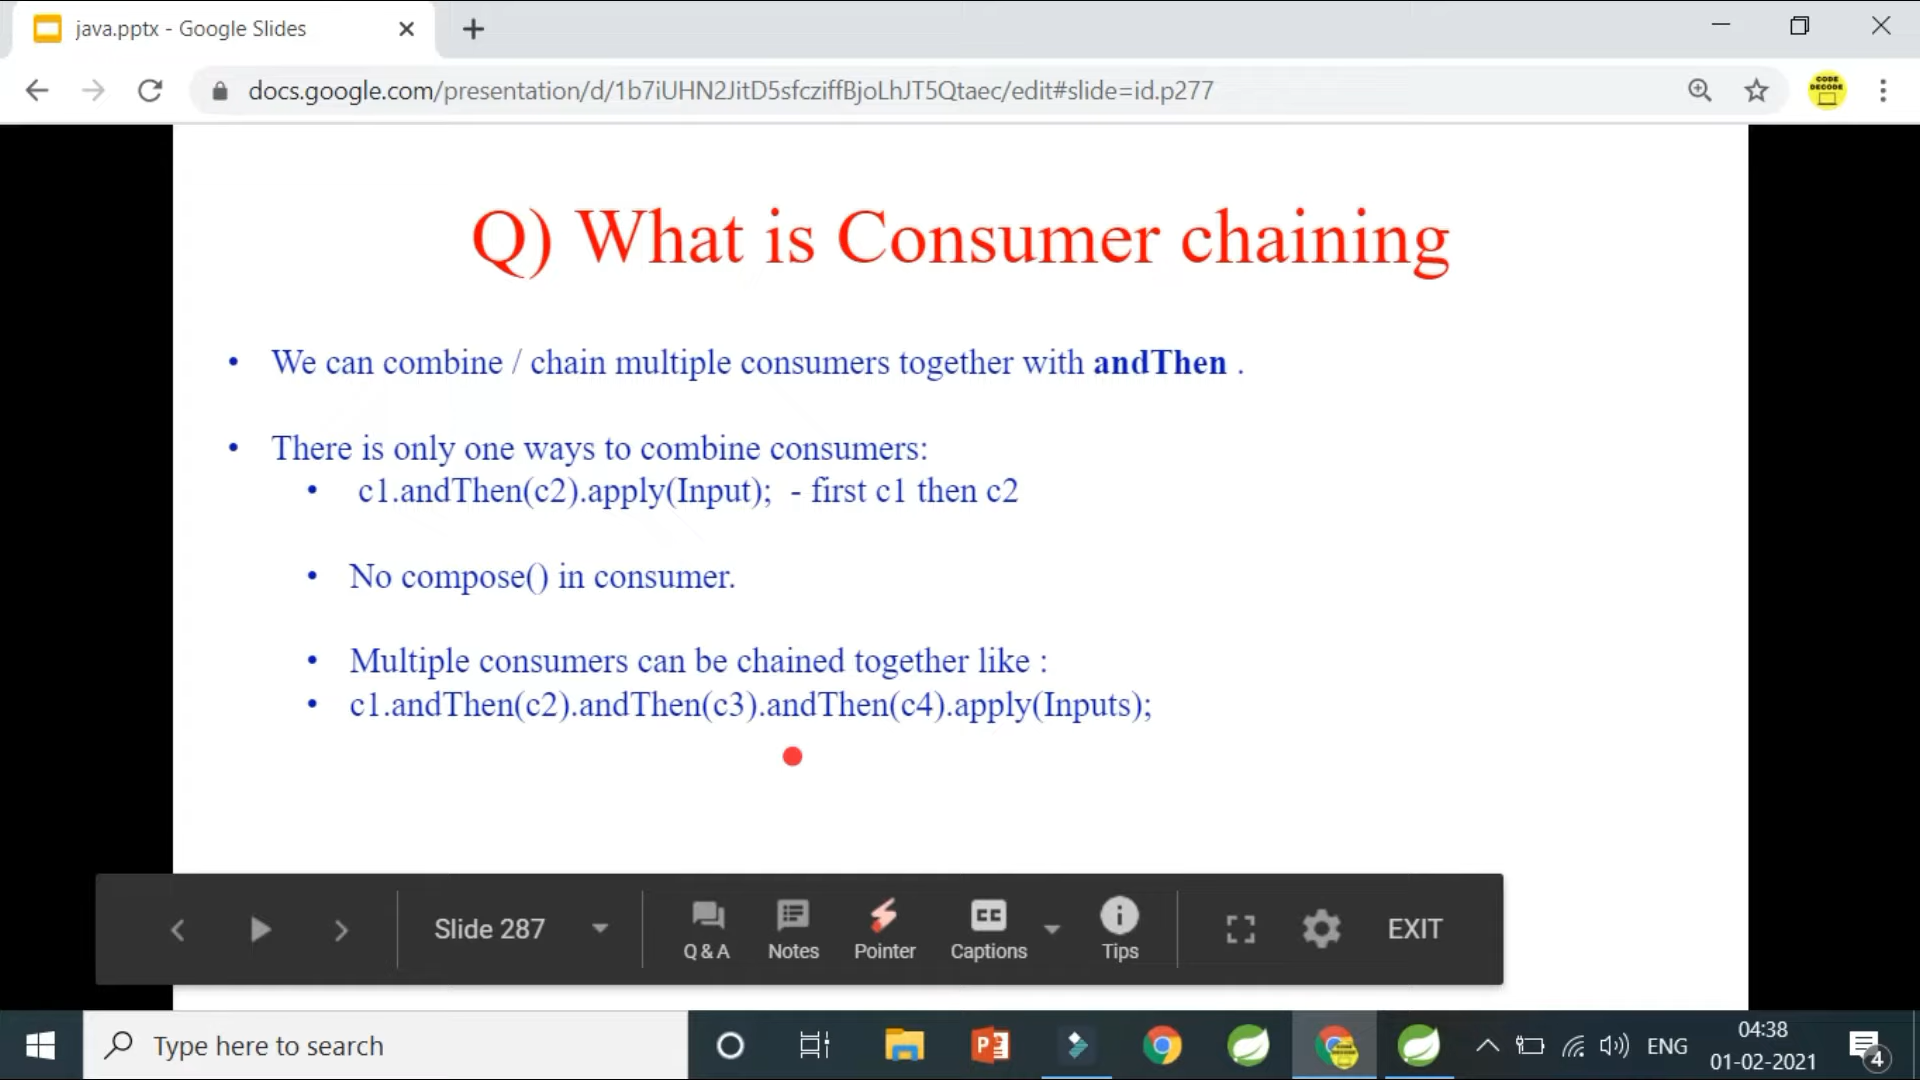 java.pptx - Google Slides
docs.google.com/presentation/d/1b7iUHN2JitD5sfcziffBjoLhJT5Qtaec/edit#slide=id.p277
CODE
DECODE
Q) What is Consumer chaining
• We can combine / chain multiple consumers together with andThen .
• There is only one ways to combine consumers:
• c1.andThen(c2).apply(Input); - first c1 then c2
• No compose() in consumer.
• Multiple consumers can be chained together like :
• c1.andThen(c2).andThen(c3).andThen(c4).apply(Inputs);
Slide 287
Q & A
Notes
Pointer
CC
Captions
Tips
EXIT
Type here to search
ENG
04:38
01-02-2021
4